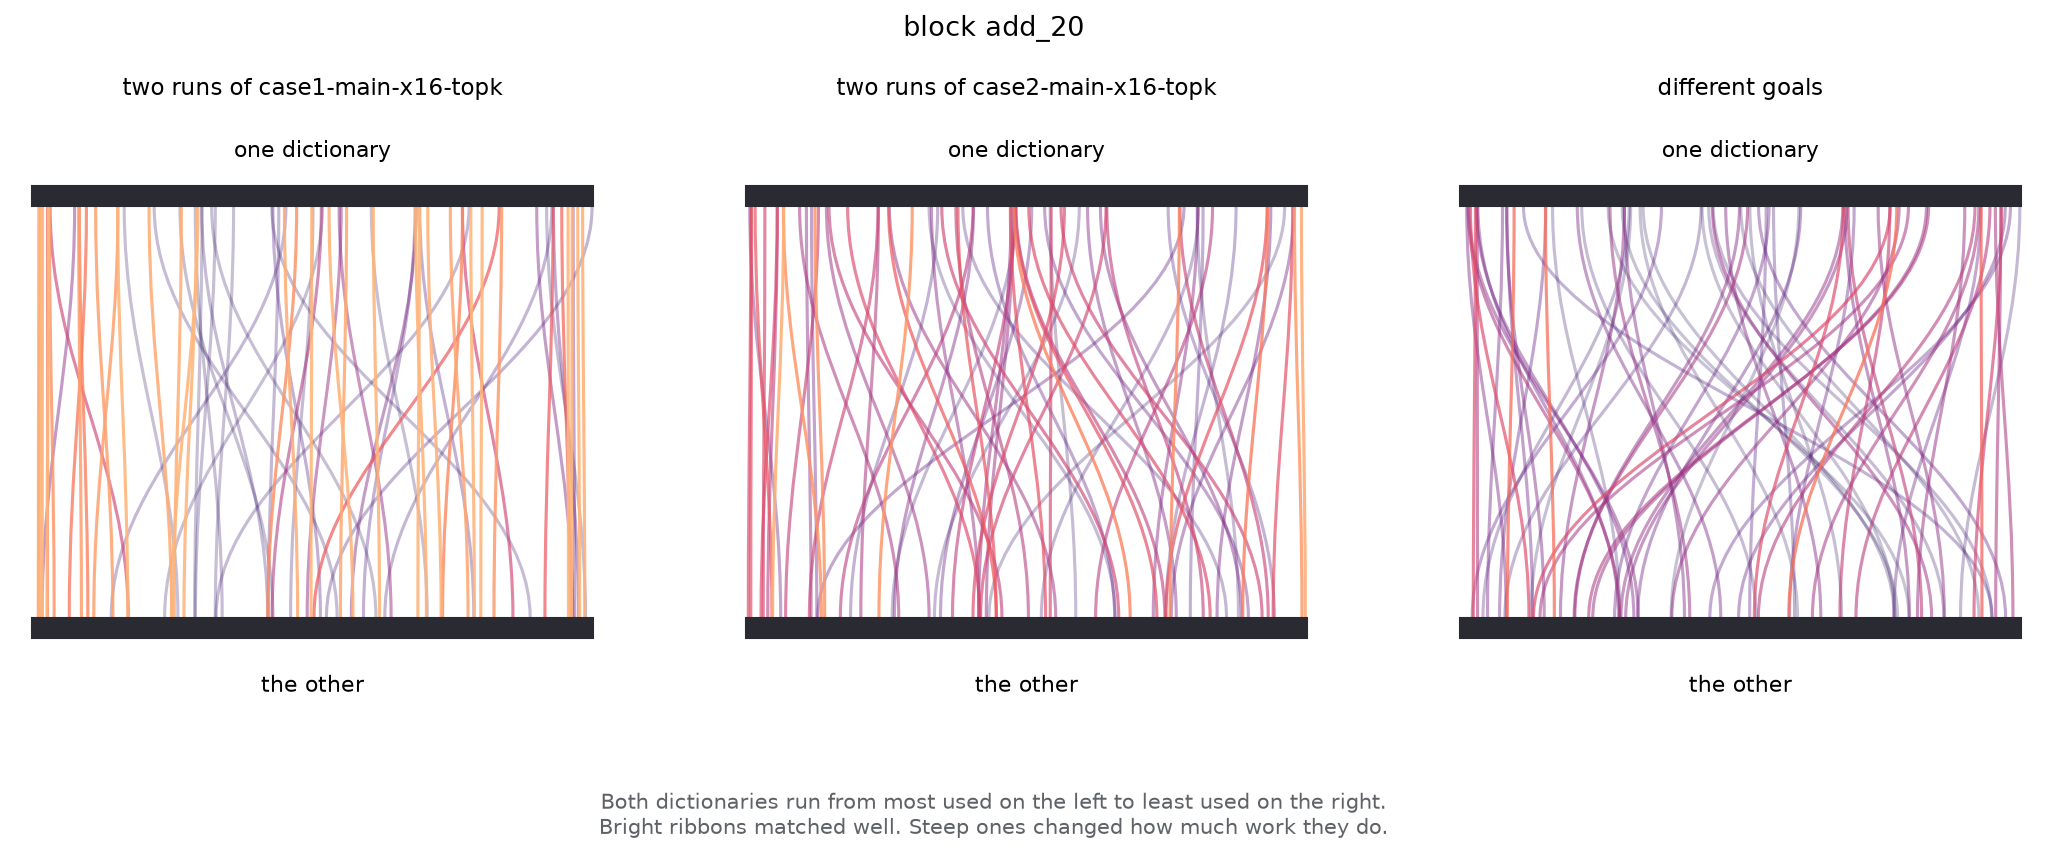 block add_20
two runs of case1-main-x16-topk
two runs of case2-main-x16-topk
different goals
one dictionary
one dictionary
one dictionary
the other
the other
the other
Both dictionaries run from most used on the left to least used on the right.
Bright ribbons matched well. Steep ones changed how much work they do.